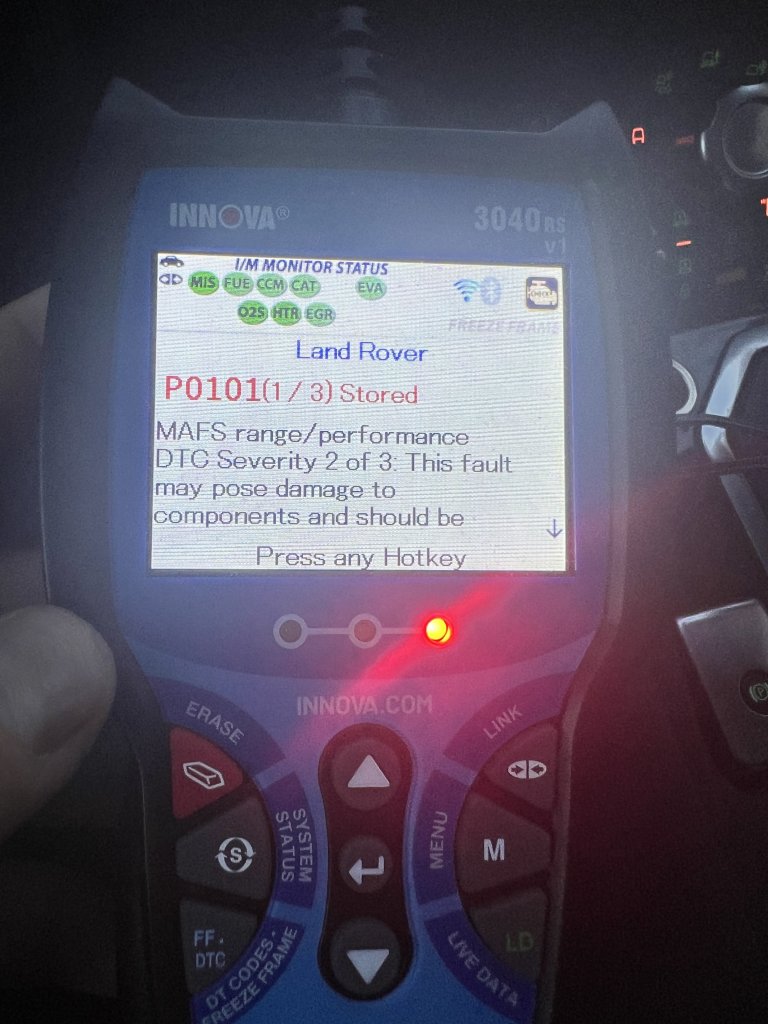 INNOVA®
3040RS
V1
I/M MONITOR STATUS
MIS FUE CCM CAT EVA
O2S HTR EGR
CHECK
FREEZE FRAME
Land Rover
P0101(1 / 3) Stored
MAFS range/performance
DTC Severity 2 of 3: This fault
may pose damage to
components and should be
Press any Hotkey
INNOVA.COM
ERASE
LINK
SYSTEM
STATUS
S
MENU
M
FF -
DTC
DT CODES -
FREEZE FRAME
LIVE DATA
LD
A
P